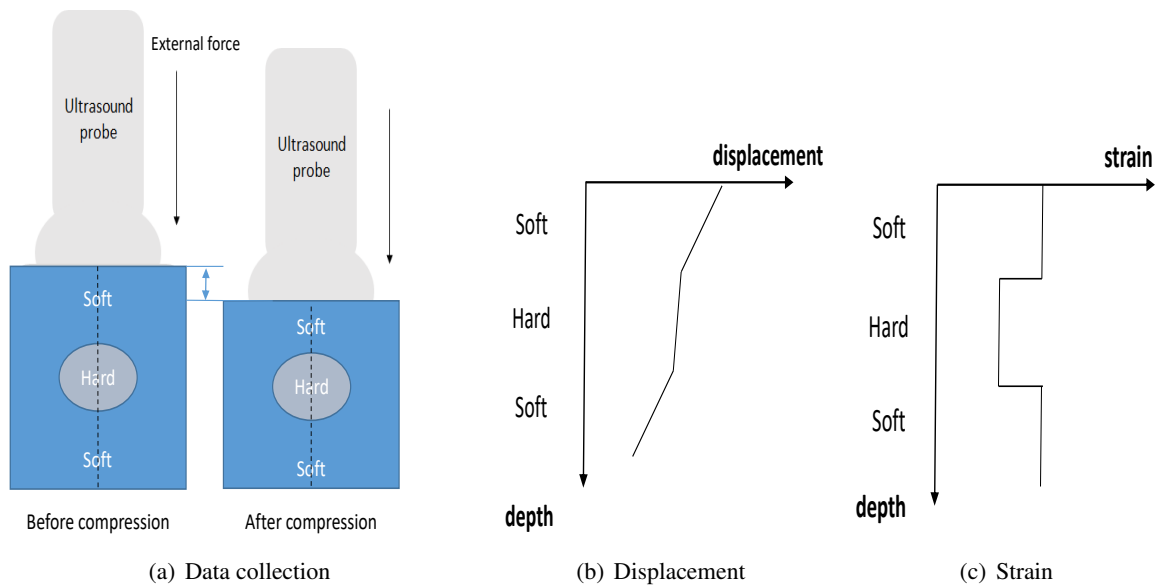 External force
Ultrasound
probe
Ultrasound
probe
Soft
Hard
Soft
Soft
Hard
Soft
Before compression
After compression
(a) Data collection
displacement
Soft
Hard
Soft
depth
(b) Displacement
strain
Soft
Hard
Soft
depth
(c) Strain